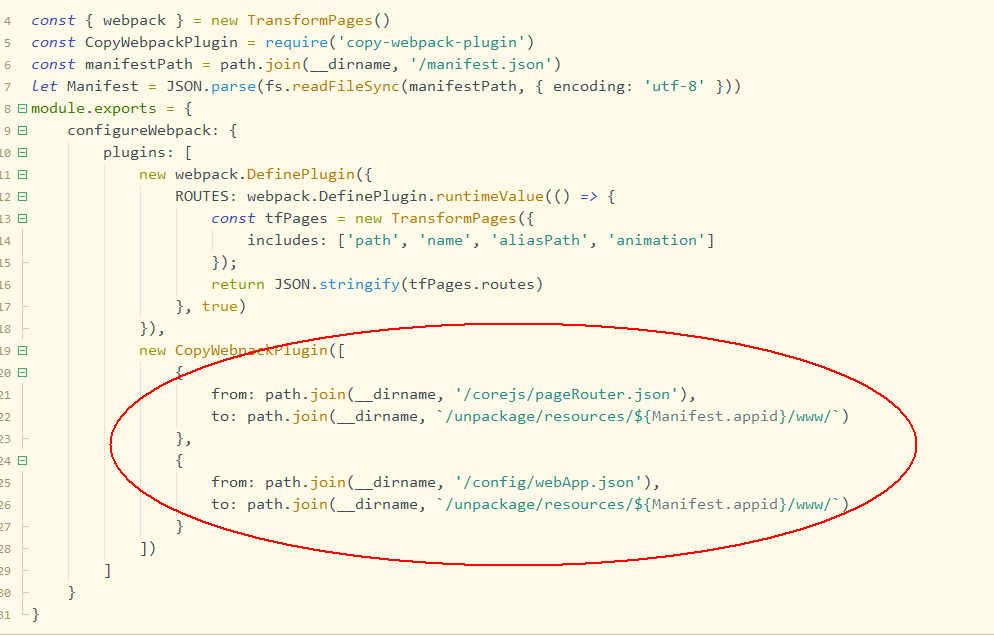 4 const { webpack } = new TransformPages()
5 const CopyWebpackPlugin = require('copy-webpack-plugin')
6 const manifestPath = path.join(__dirname, '/manifest.json')
7 let Manifest = JSON.parse(fs.readFileSync(manifestPath, { encoding: 'utf-8' }))
8 module.exports = {
9 configureWebpack: {
10 plugins: [
11 new webpack.DefinePlugin({
12 ROUTES: webpack.DefinePlugin.runtimeValue(() => {
13 const tfPages = new TransformPages({
14 includes: ['path', 'name', 'aliasPath', 'animation']
15 });
16 return JSON.stringify(tfPages.routes)
17 }, true)
18 }),
19 new CopyWebpackPlugin([
20 {
21 from: path.join(__dirname, '/corejs/pageRouter.json'),
22 to: path.join(__dirname, `/unpackage/resources/${Manifest.appid}/www/`)
23 },
24 {
25 from: path.join(__dirname, '/config/webApp.json'),
26 to: path.join(__dirname, `/unpackage/resources/${Manifest.appid}/www/`)
27 }
28 ])
29 ]
30 }
31 }